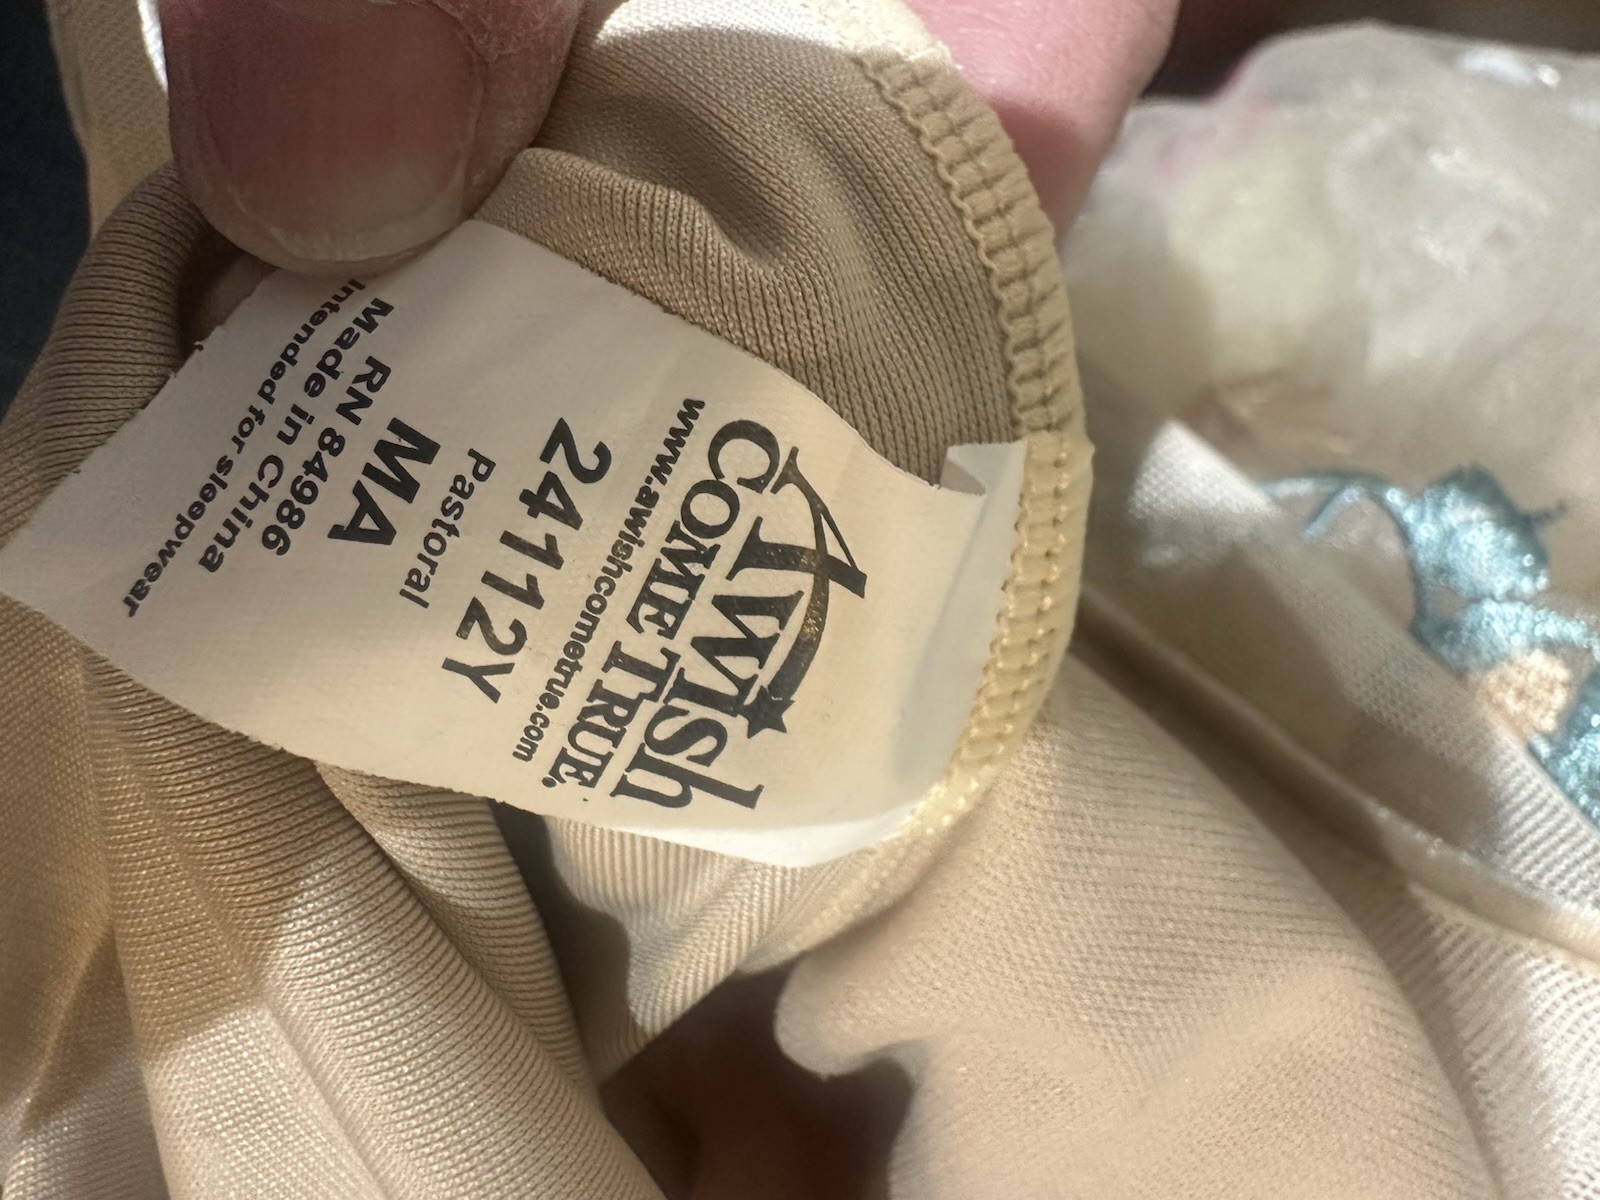 A Wish
COME TRUE.
www.awishcometrue.com
24112Y
Pastoral
MA
RN 84986
Made in China
Intended for sleepwear